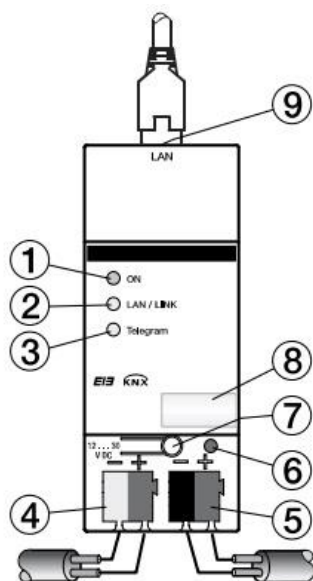 9
LAN
1
ON
2
LAN / LINK
3
Telegram
EIB KNX
8
7
12 ... 30
V DC
− + − +
6
4
5